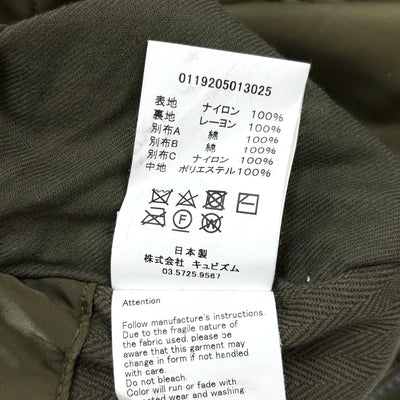 0119205013025
表地 ナイロン 100%
裏地 レーヨン 100%
別布A 綿 100%
別布B 綿 100%
別布C ナイロン 100%
中地 ポリエステル 100%
F W
日本製
株式会社 キュビズム
03.5725.9567
Attention
Follow manufacture's instructions.
Due to the fragile nature of
the fabric used, please be
aware that this garment may
change in form if not handled
with care.
Do not bleach.
Color will run or fade with
repeated wear and washing